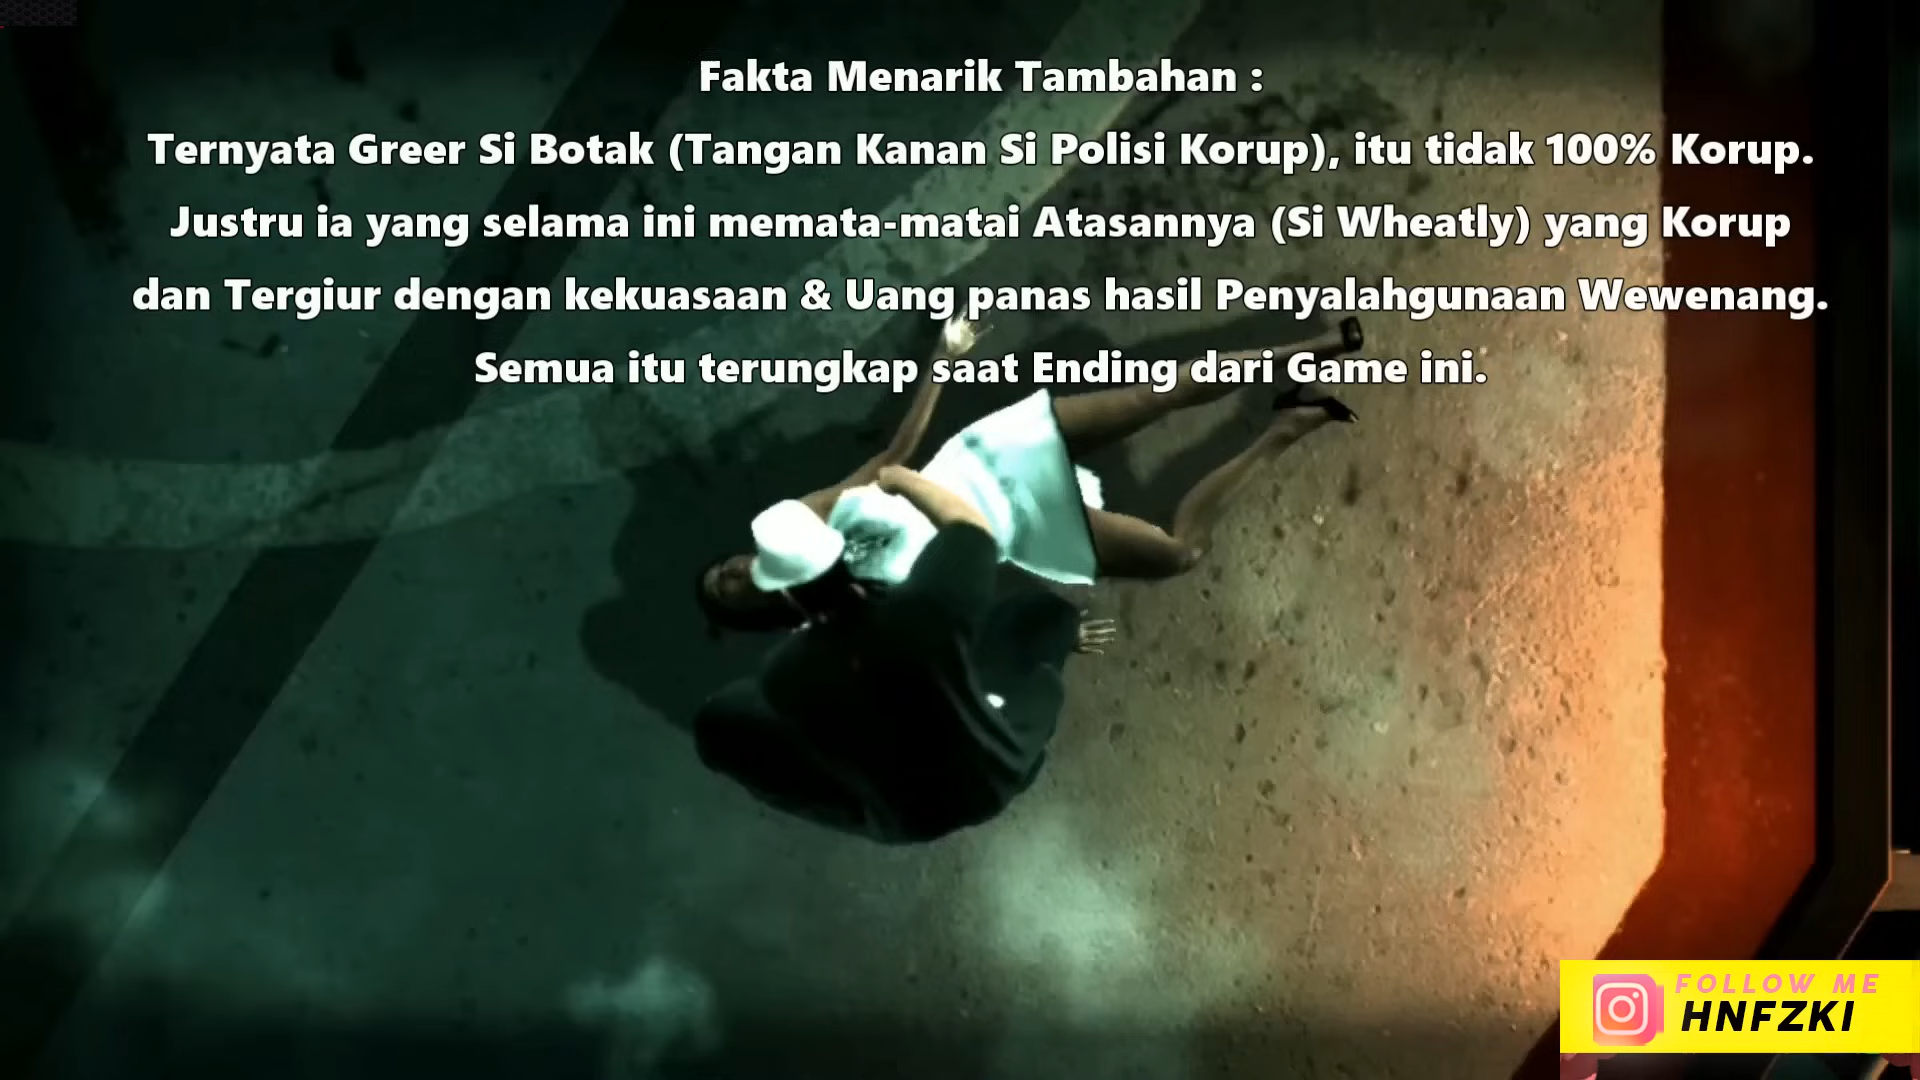 Fakta Menarik Tambahan :
Ternyata Greer Si Botak (Tangan Kanan Si Polisi Korup), itu tidak 100% Korup.
Justru ia yang selama ini memata-matai Atasannya (Si Wheatly) yang Korup
dan Tergiur dengan kekuasaan & Uang panas hasil Penyalahgunaan Wewenang.
Semua itu terungkap saat Ending dari Game ini.
FOLLOW ME
HNFZKI